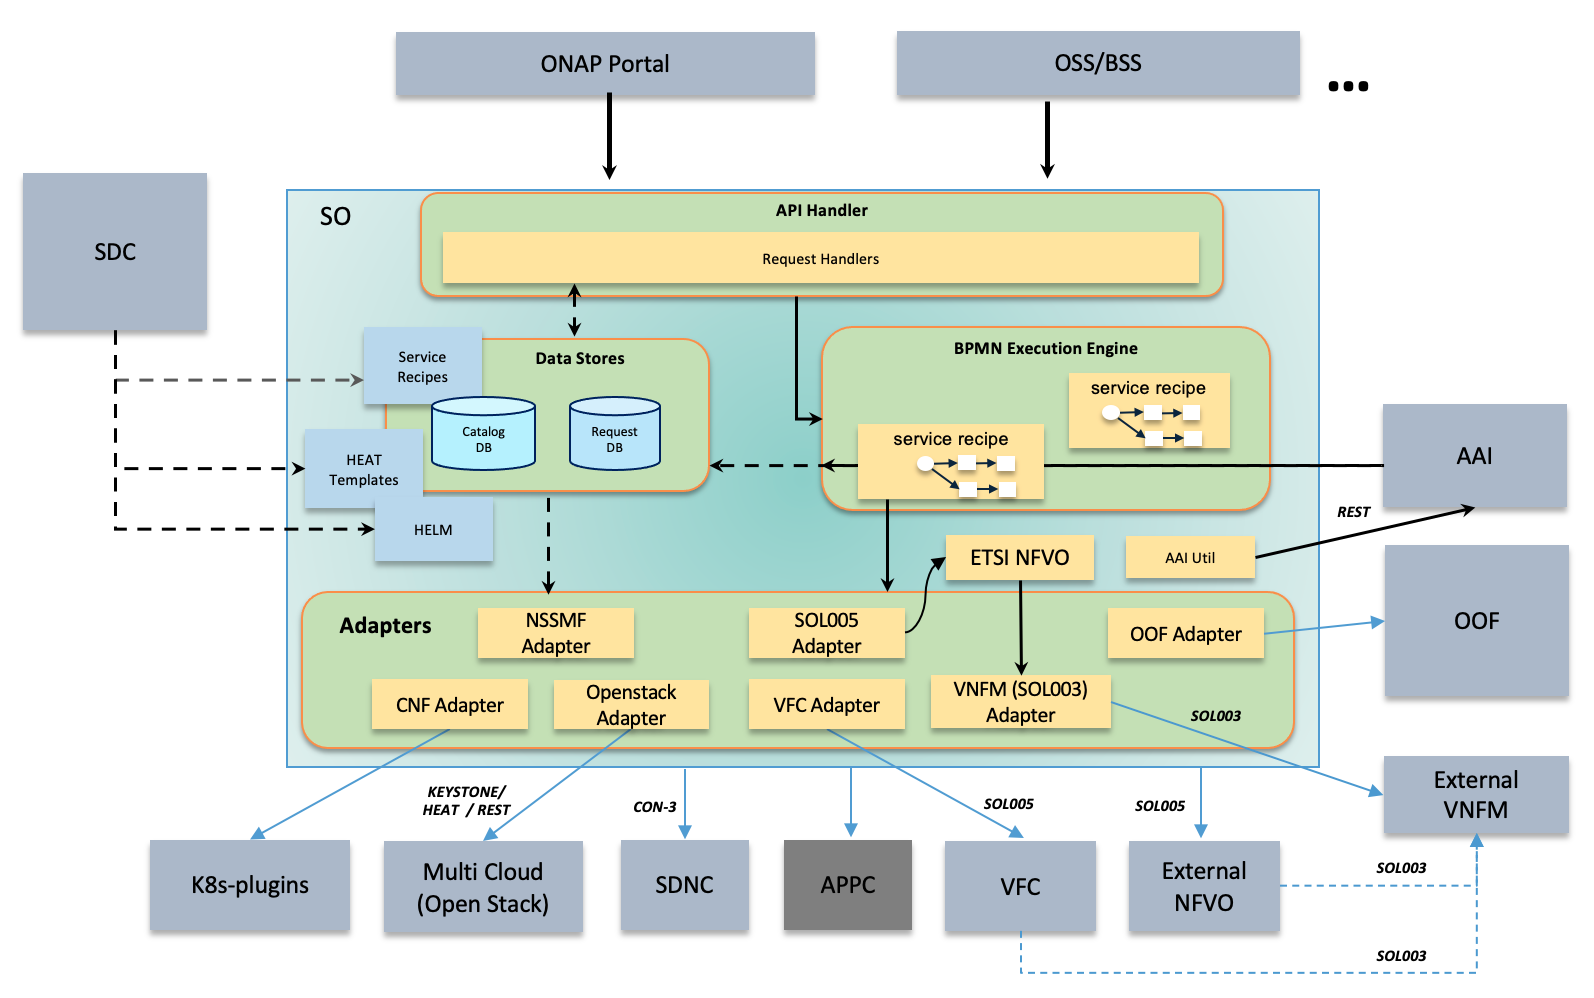 ONAP Portal
OSS/BSS
...
SDC
SO
API Handler
Request Handlers
Service
Recipes
Data Stores
Catalog
DB
Request
DB
HEAT
Templates
HELM
BPMN Execution Engine
service recipe
service recipe
AAI
REST
ETSI NFVO
AAI Util
OOF
Adapters
NSSMF
Adapter
SOL005
Adapter
OOF Adapter
CNF Adapter
Openstack
Adapter
VFC Adapter
VNFM (SOL003)
Adapter
SOL003
External
VNFM
KEYSTONE/
HEAT / REST
CON-3
SOL005
SOL005
K8s-plugins
Multi Cloud
(Open Stack)
SDNC
APPC
VFC
External
NFVO
SOL003
SOL003